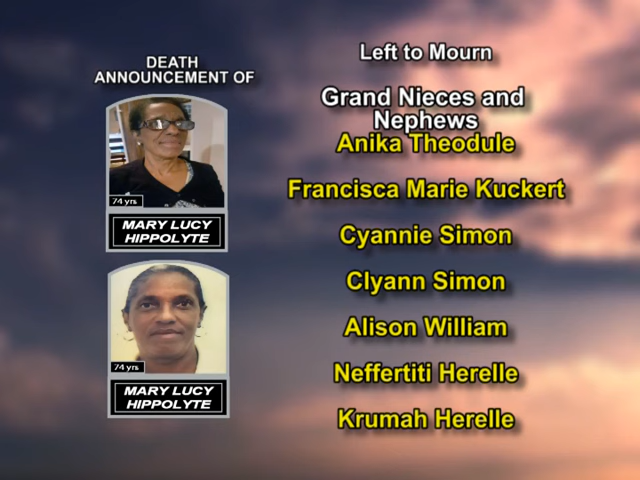 DEATH
ANNOUNCEMENT OF
74 yrs
MARY LUCY
HIPPOLYTE
74 yrs
MARY LUCY
HIPPOLYTE
Left to Mourn
Grand Nieces and
Nephews
Anika Theodule
Francisca Marie Kuckert
Cyannie Simon
Clyann Simon
Alison William
Neffertiti Herelle
Krumah Herelle